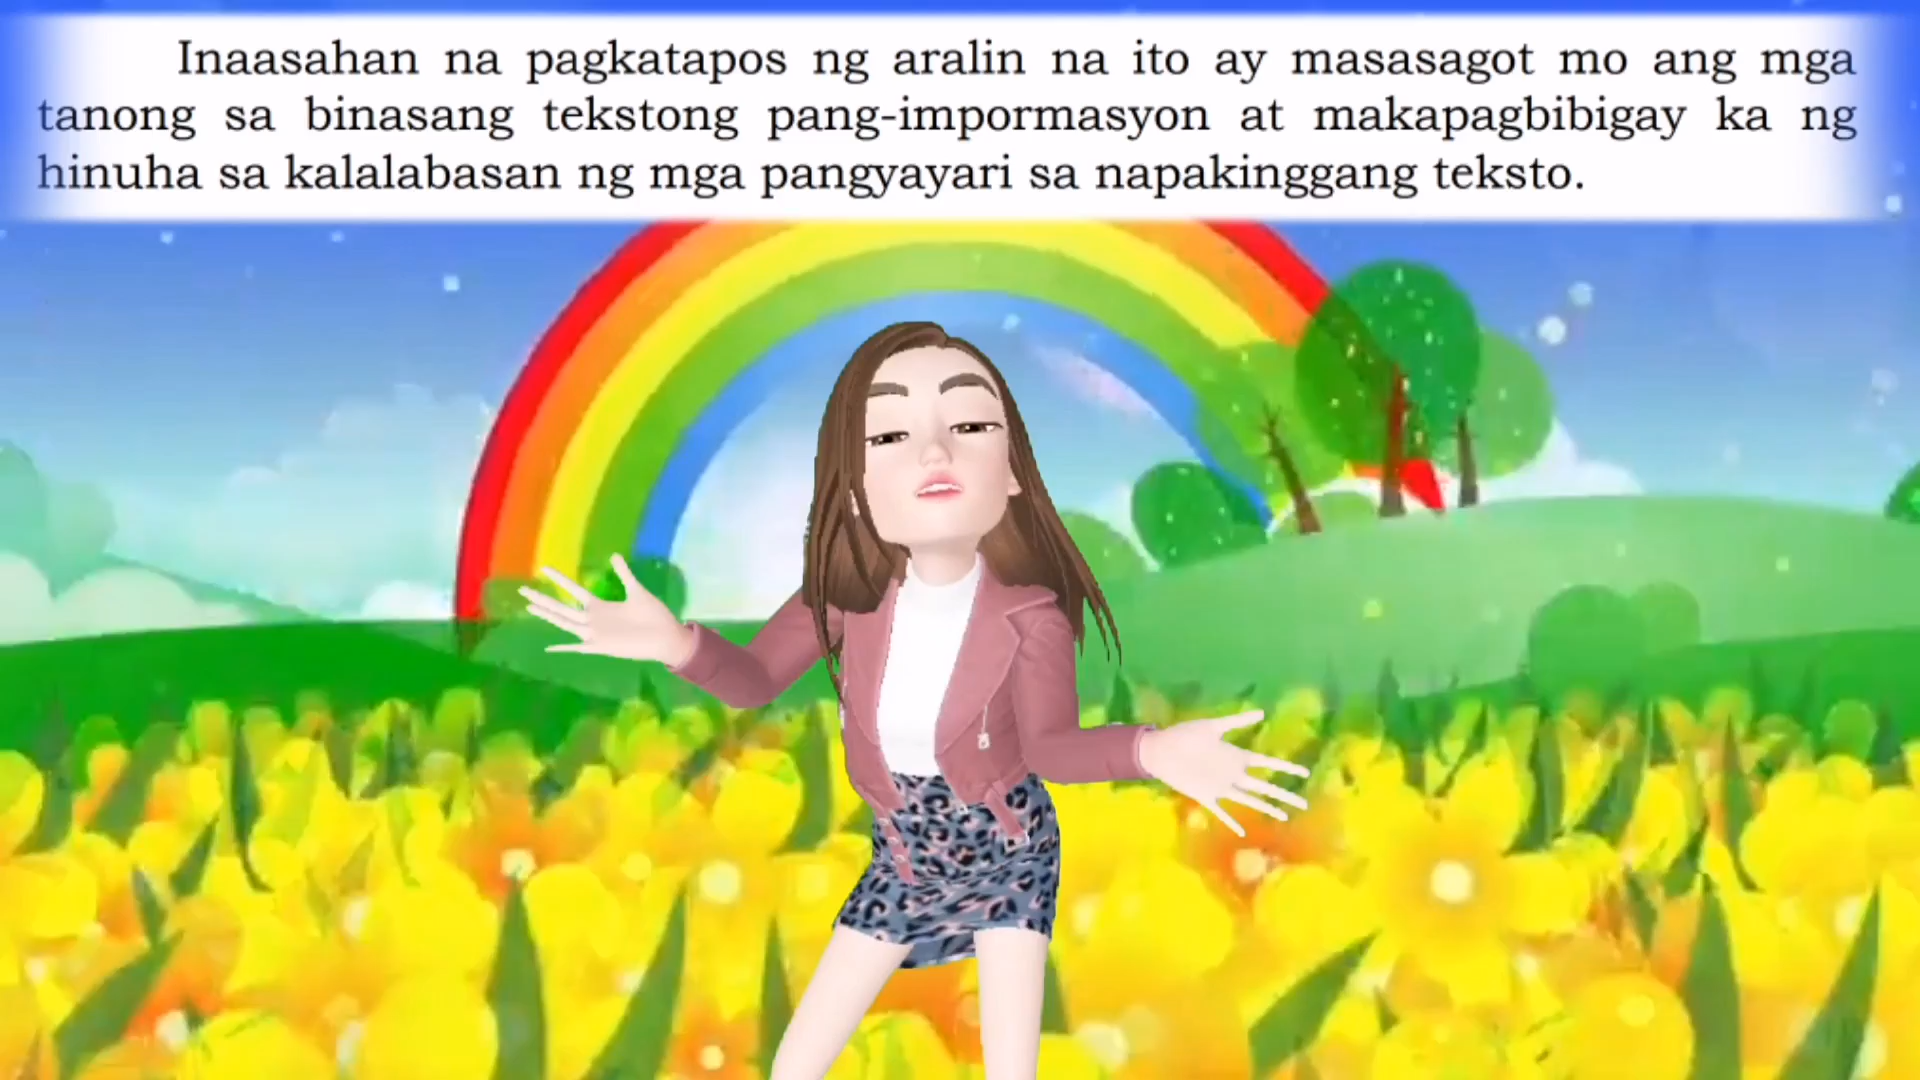 Inaasahan na pagkatapos ng aralin na ito ay masasagot mo ang mga
tanong sa binasang tekstong pang-impormasyon at makapagbibigay ka ng
hinuha sa kalalabasan ng mga pangyayari sa napakinggang teksto.